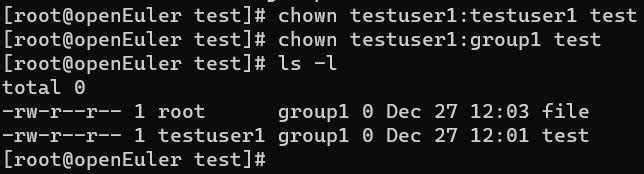 [root@openEuler test]# chown testuser1:testuser1 test
[root@openEuler test]# chown testuser1:group1 test
[root@openEuler test]# ls -l
total 0
-rw-r--r-- 1 root      group1 0 Dec 27 12:03 file
-rw-r--r-- 1 testuser1 group1 0 Dec 27 12:01 test
[root@openEuler test]#